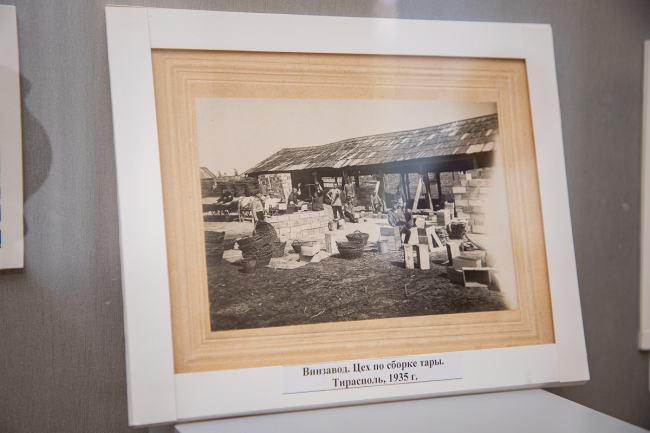 Винзавод. Цех по сборке тары.
Тирасполь, 1935 г.